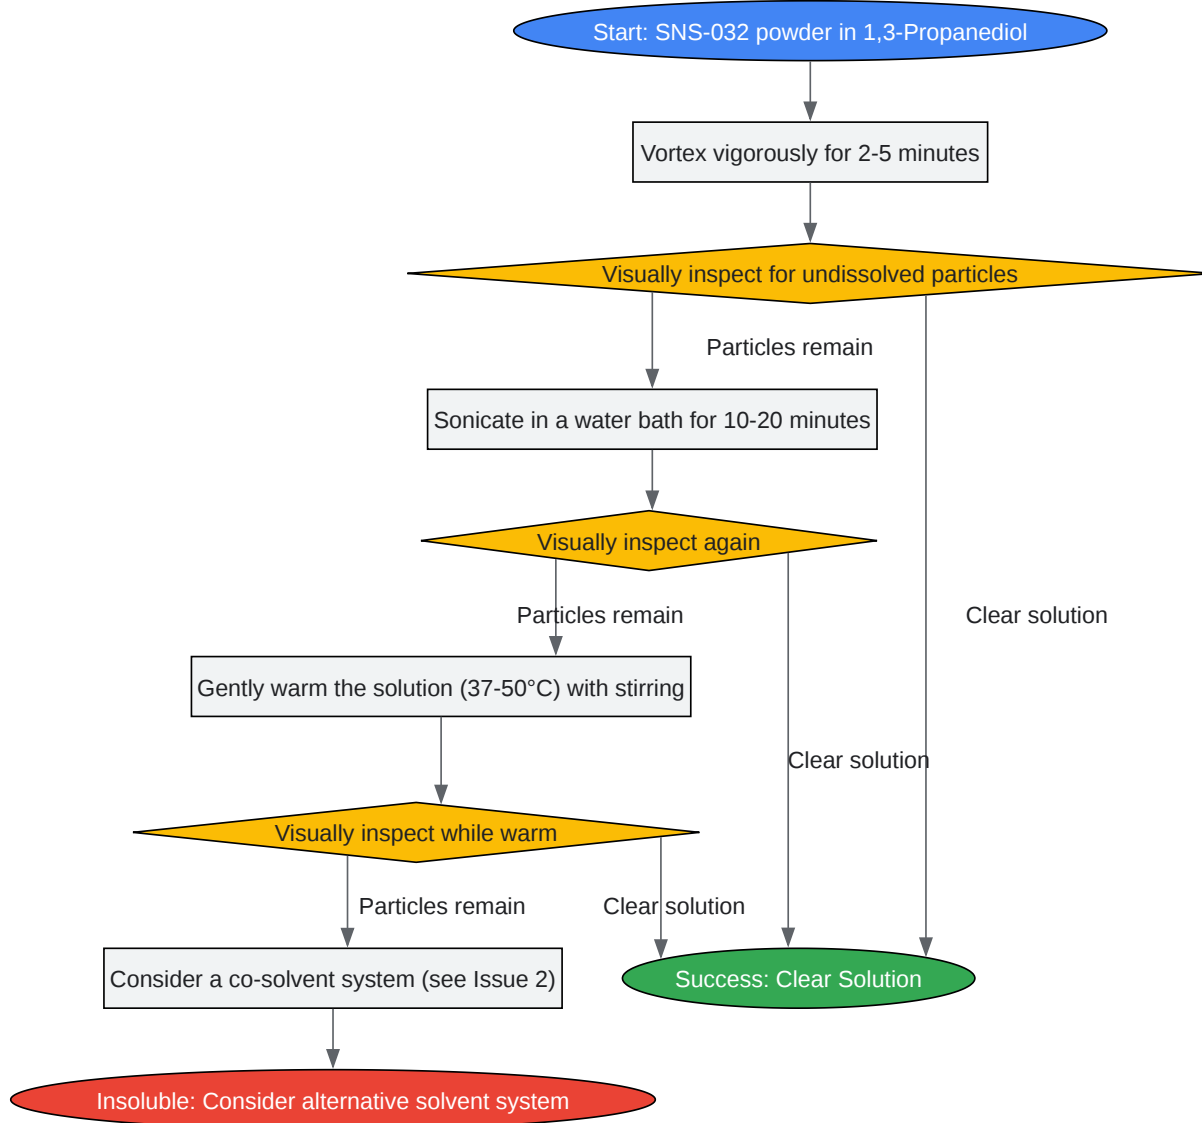 Start: SNS-032 powder in 1,3-Propanediol
Vortex vigorously for 2-5 minutes
Visually inspect for undissolved particles
Particles remain
Sonicate in a water bath for 10-20 minutes
Visually inspect again
Particles remain
Clear solution
Gently warm the solution (37-50°C) with stirring
Clear solution
Visually inspect while warm
Particles remain
Clear solution
Consider a co-solvent system (see Issue 2)
Success: Clear Solution
Insoluble: Consider alternative solvent system